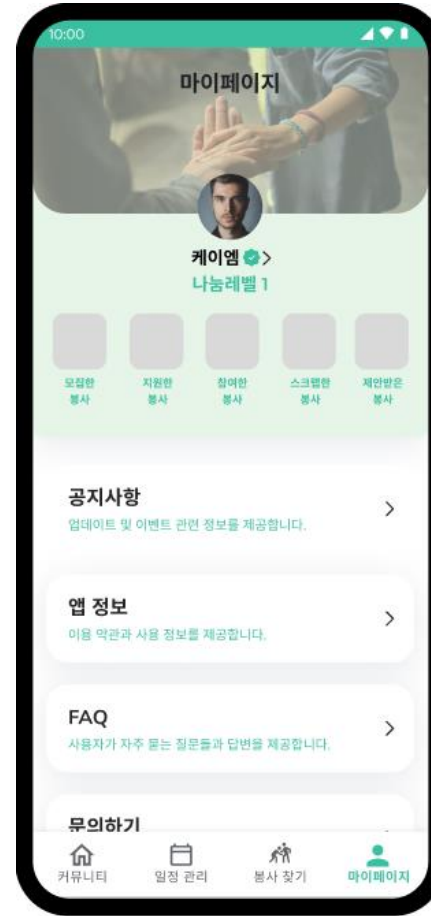 10:00
마이페이지
케이엠
나눔레벨 1
모집한
봉사
지원한
봉사
참여한
봉사
스크랩한
봉사
제안받은
봉사
공지사항
업데이트 및 이벤트 관련 정보를 제공합니다.
앱 정보
이용 약관과 사용 정보를 제공합니다.
FAQ
사용자가 자주 묻는 질문들과 답변을 제공합니다.
문의하기
커뮤니티
일정 관리
봉사 찾기
마이페이지